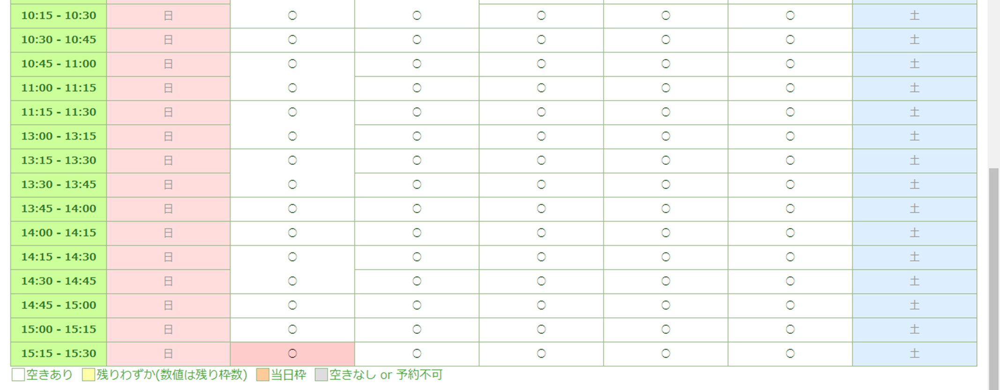 10:15 - 10:30 日 ○ ○ ○ ○ ○ 土
10:30 - 10:45 日 ○ ○ ○ ○ ○ 土
10:45 - 11:00 日 ○ ○ ○ ○ ○ 土
11:00 - 11:15 日 ○ ○ ○ ○ ○ 土
11:15 - 11:30 日 ○ ○ ○ ○ ○ 土
13:00 - 13:15 日 ○ ○ ○ ○ ○ 土
13:15 - 13:30 日 ○ ○ ○ ○ ○ 土
13:30 - 13:45 日 ○ ○ ○ ○ ○ 土
13:45 - 14:00 日 ○ ○ ○ ○ ○ 土
14:00 - 14:15 日 ○ ○ ○ ○ ○ 土
14:15 - 14:30 日 ○ ○ ○ ○ ○ 土
14:30 - 14:45 日 ○ ○ ○ ○ ○ 土
14:45 - 15:00 日 ○ ○ ○ ○ ○ 土
15:00 - 15:15 日 ○ ○ ○ ○ ○ 土
15:15 - 15:30 日 ○ ○ ○ ○ ○ 土
空きあり 残りわずか(数値は残り枠数) 当日枠 空きなし or 予約不可